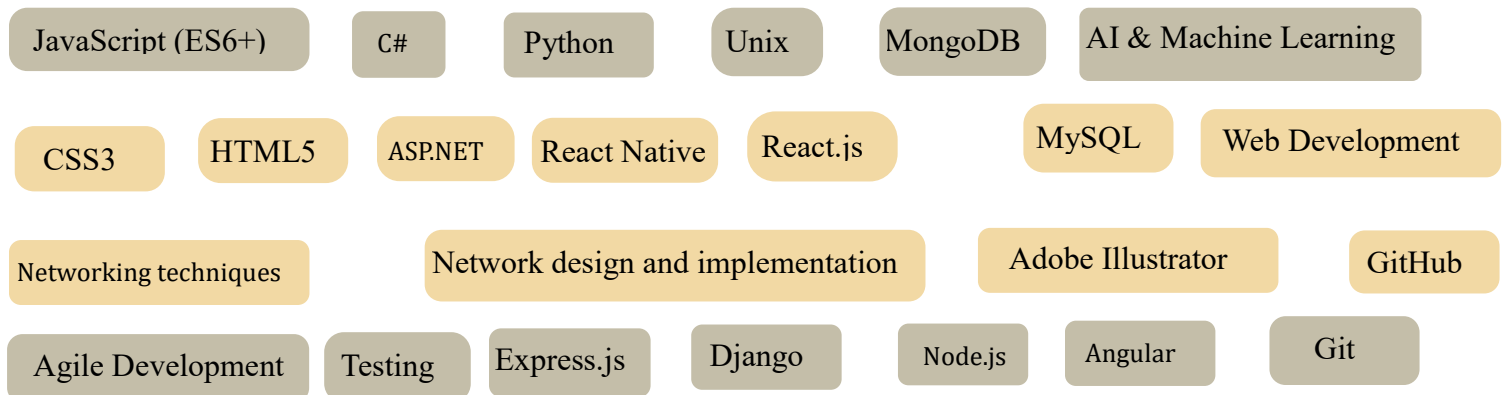 JavaScript (ES6+) C# Python Unix MongoDB AI & Machine Learning
CSS3 HTML5 ASP.NET React Native React.js MySQL Web Development
Networking techniques Network design and implementation Adobe Illustrator GitHub
Agile Development Testing Express.js Django Node.js Angular Git